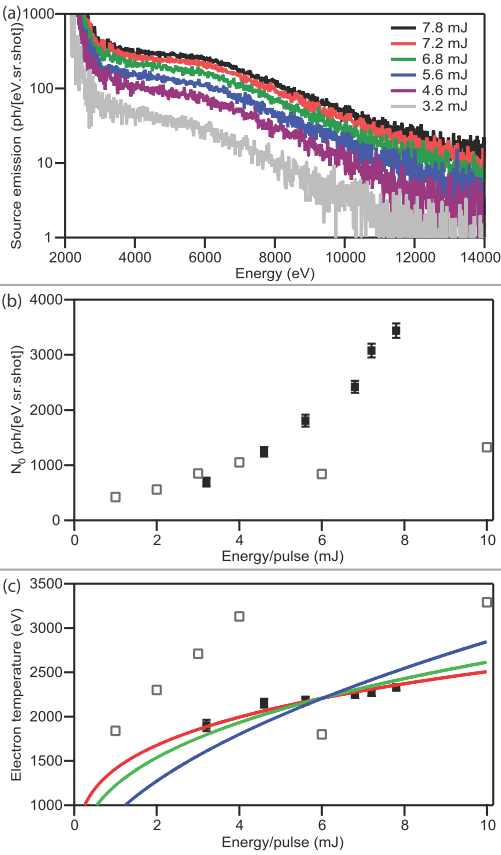 (a)
Source emission (ph/[eV.sr.shot])
1000
100
10
1
7.8 mJ
7.2 mJ
6.8 mJ
5.6 mJ
4.6 mJ
3.2 mJ
2000 4000 6000 8000 10000 12000 14000
Energy (eV)
(b)
N₀ (ph/[eV.sr.shot])
4000
3000
2000
1000
0
0 2 4 6 8 10
Energy/pulse (mJ)
(c)
Electron temperature (eV)
3500
3000
2500
2000
1500
1000
0 2 4 6 8 10
Energy/pulse (mJ)